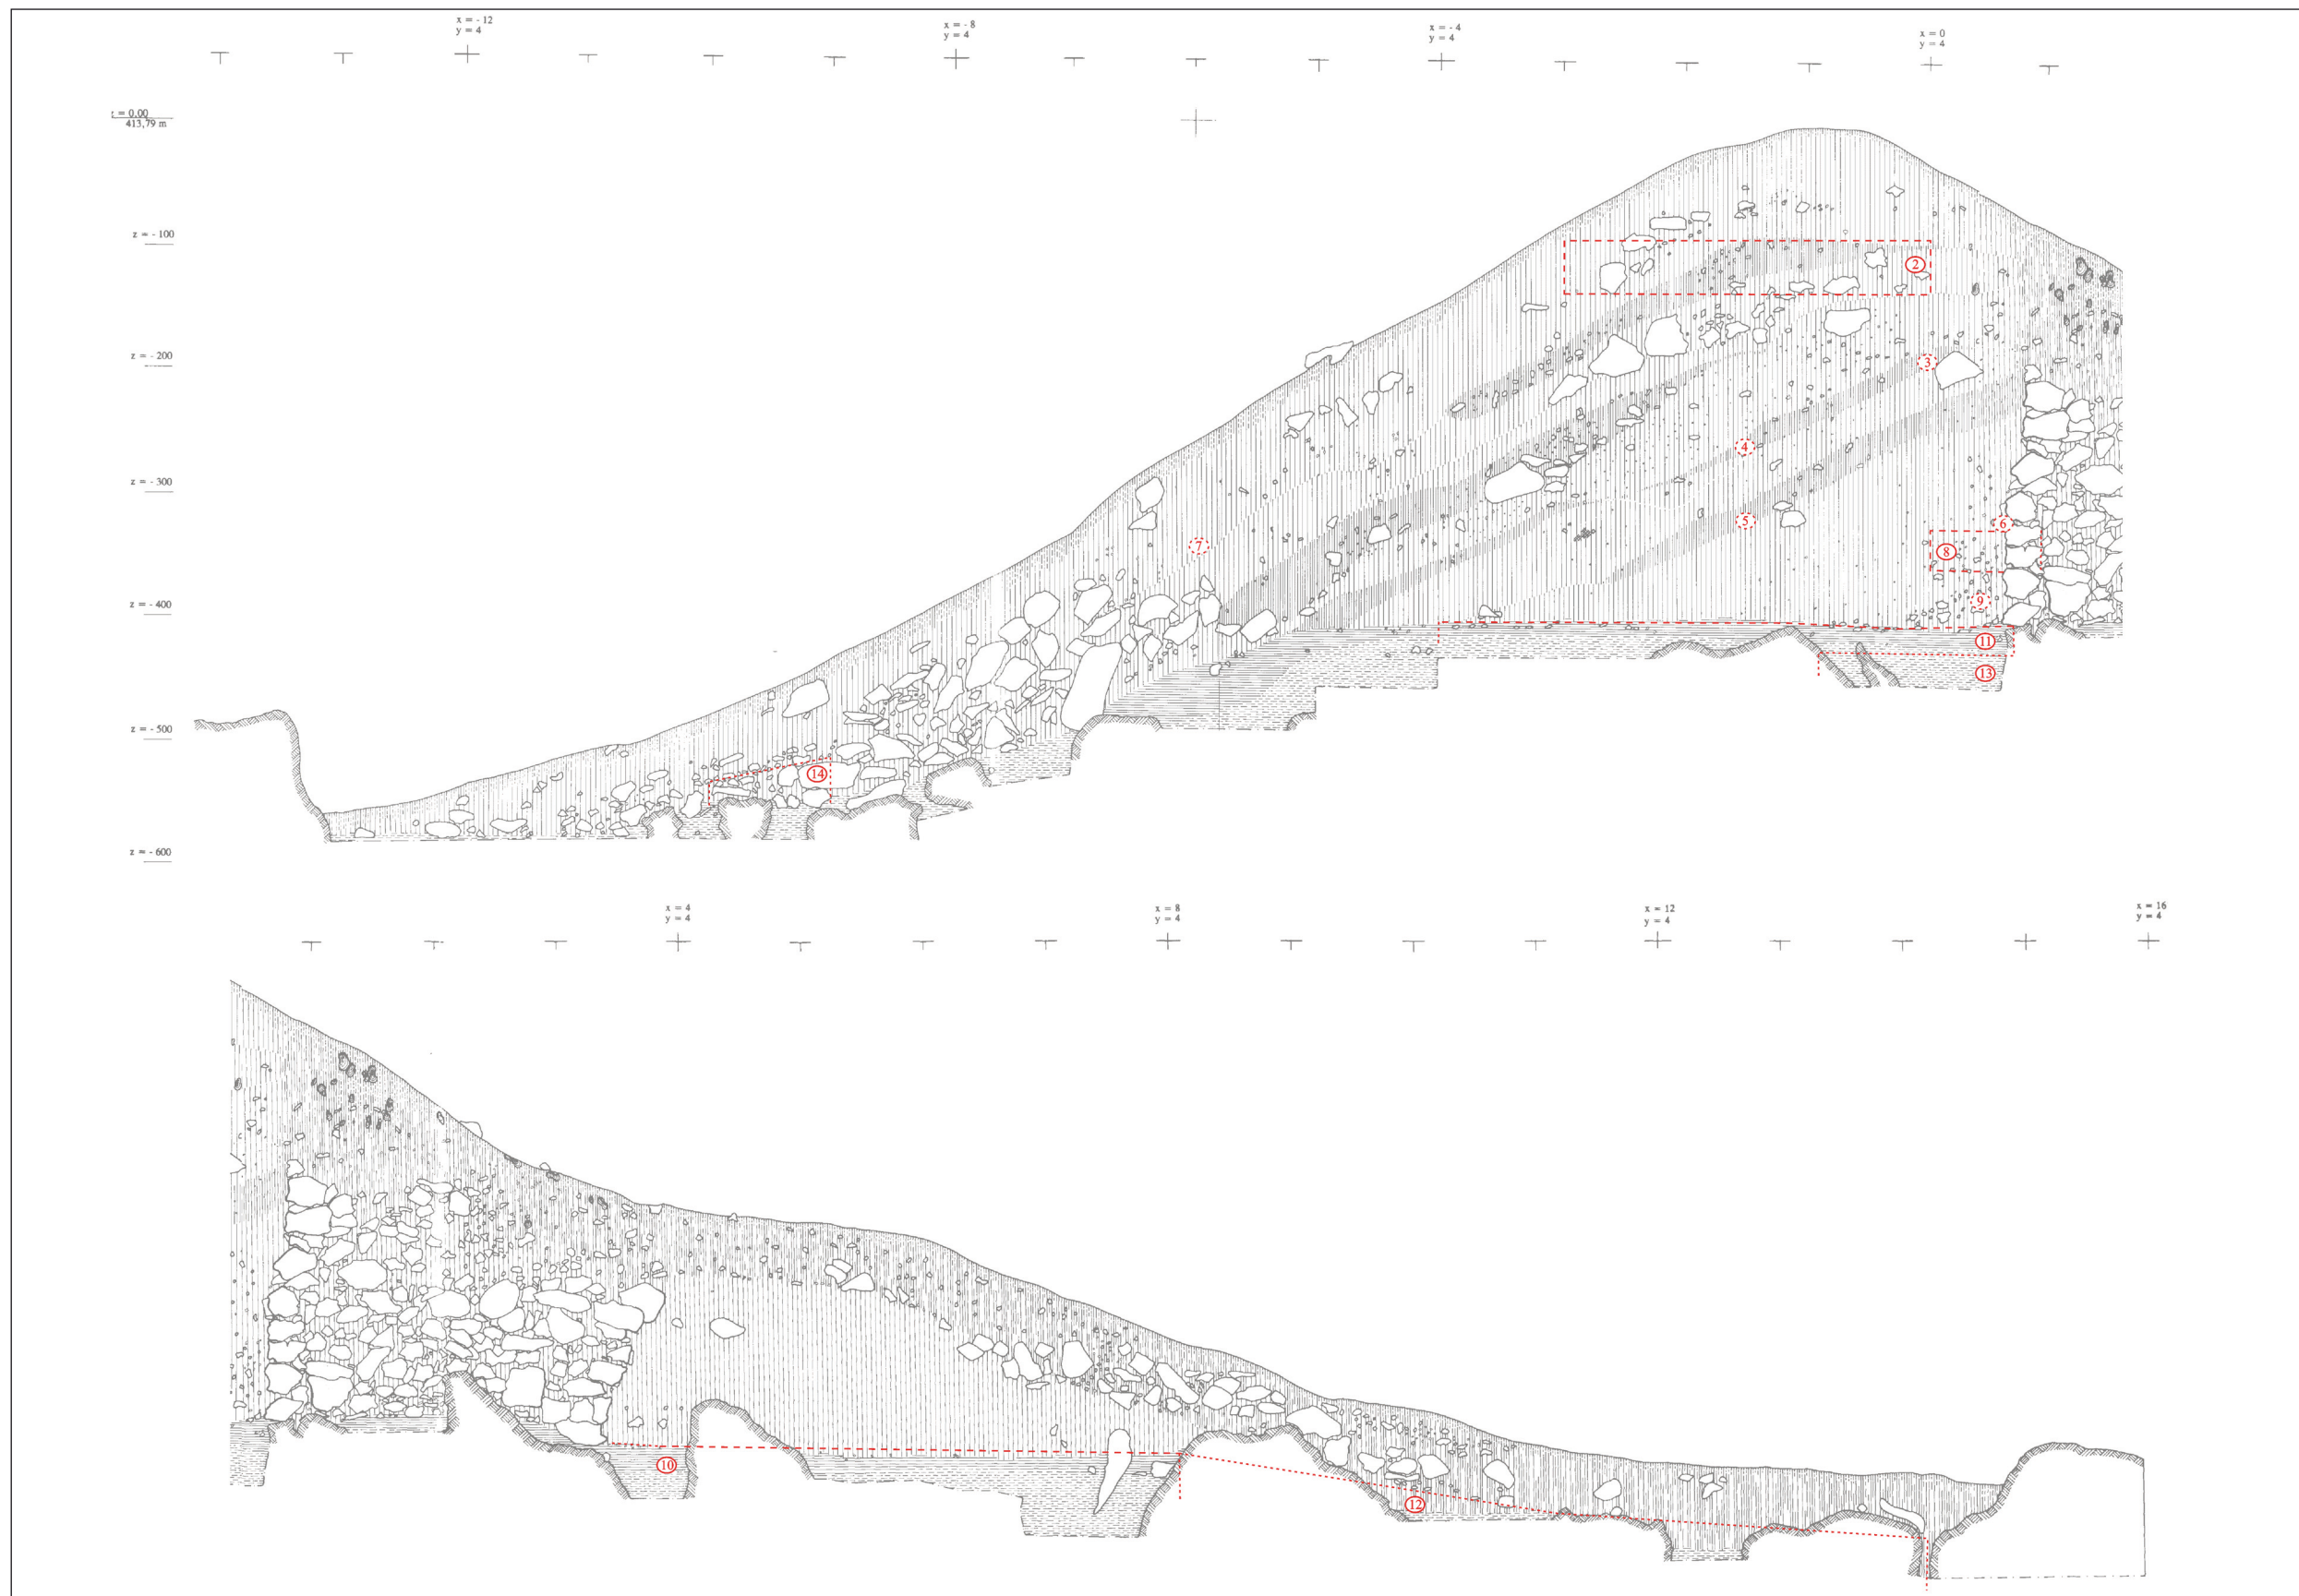 x = - 12
y = 4
x = - 8
y = 4
x = - 4
y = 4
x = 0
y = 4
z = 0.00
413,79 m
z = - 100
2
z = - 200
3
4
z = - 300
5
6
7
8
z = - 400
9
11
13
z = - 500
14
z = - 600
x = 4
y = 4
x = 8
y = 4
x = 12
y = 4
x = 16
y = 4
10
12